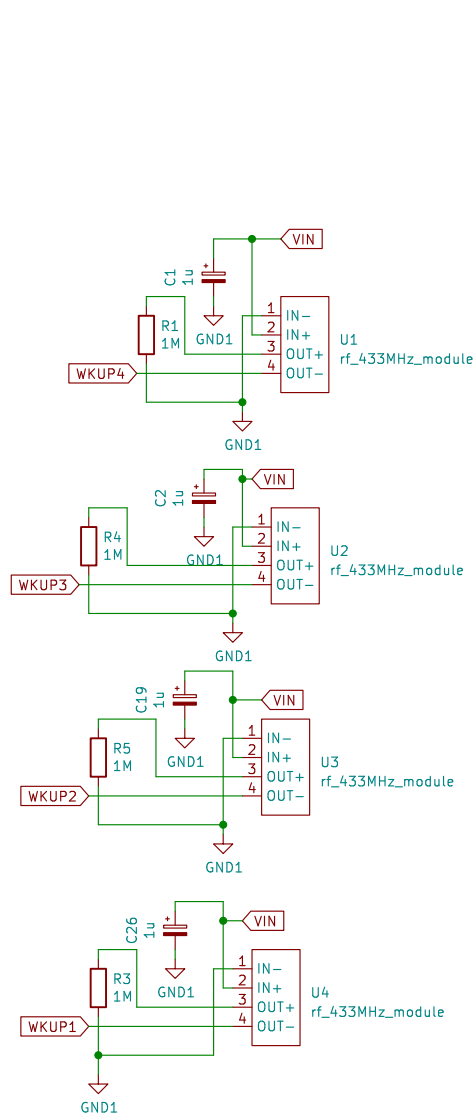 VIN
C1
1u
GND1
R1
1M
1
2
3
4
IN-
IN+
OUT+
OUT-
U1
rf_433MHz_module
WKUP4
GND1
VIN
C2
1u
GND1
R4
1M
1
2
3
4
IN-
IN+
OUT+
OUT-
U2
rf_433MHz_module
WKUP3
GND1
VIN
C19
1u
GND1
R5
1M
1
2
3
4
IN-
IN+
OUT+
OUT-
U3
rf_433MHz_module
WKUP2
GND1
VIN
C26
1u
GND1
R3
1M
1
2
3
4
IN-
IN+
OUT+
OUT-
U4
rf_433MHz_module
WKUP1
GND1